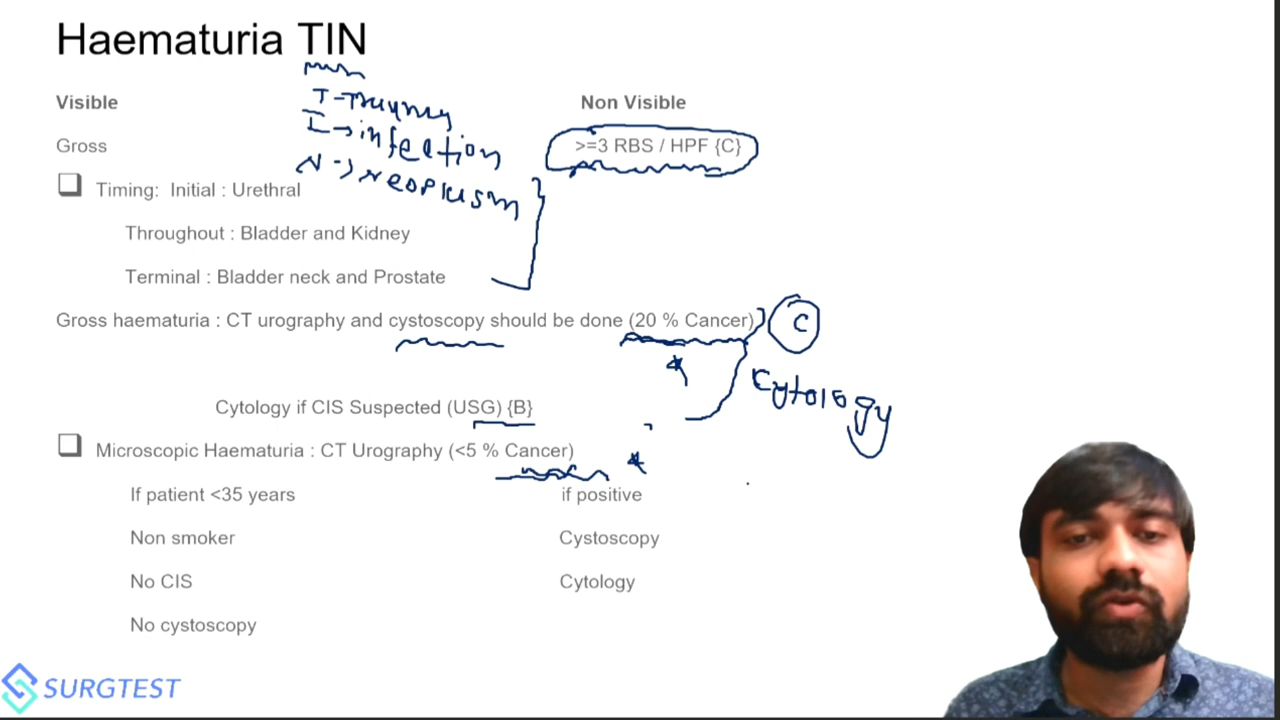 Haematuria TIN
Visible
Non Visible
T-Trauma
I → infection
N → Neoplasm
Gross
>=3 RBS / HPF {C}
Timing: Initial : Urethral
Throughout : Bladder and Kidney
Terminal : Bladder neck and Prostate
Gross haematuria : CT urography and cystoscopy should be done (20 % Cancer)
C
Cytology
Cytology if CIS Suspected (USG) {B}
Microscopic Haematuria : CT Urography (<5 % Cancer)
If patient <35 years
if positive
Non smoker
Cystoscopy
No CIS
Cytology
No cystoscopy
SURGTEST